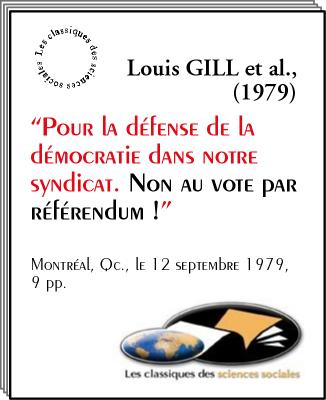 Les classiques des sciences sociales
Louis GILL et al.,
(1979)
“Pour la défense de la
démocratie dans notre
syndicat. Non au vote par
référendum !”
Montréal, Qc., le 12 septembre 1979,
9 pp.
Les classiques des sciences sociales